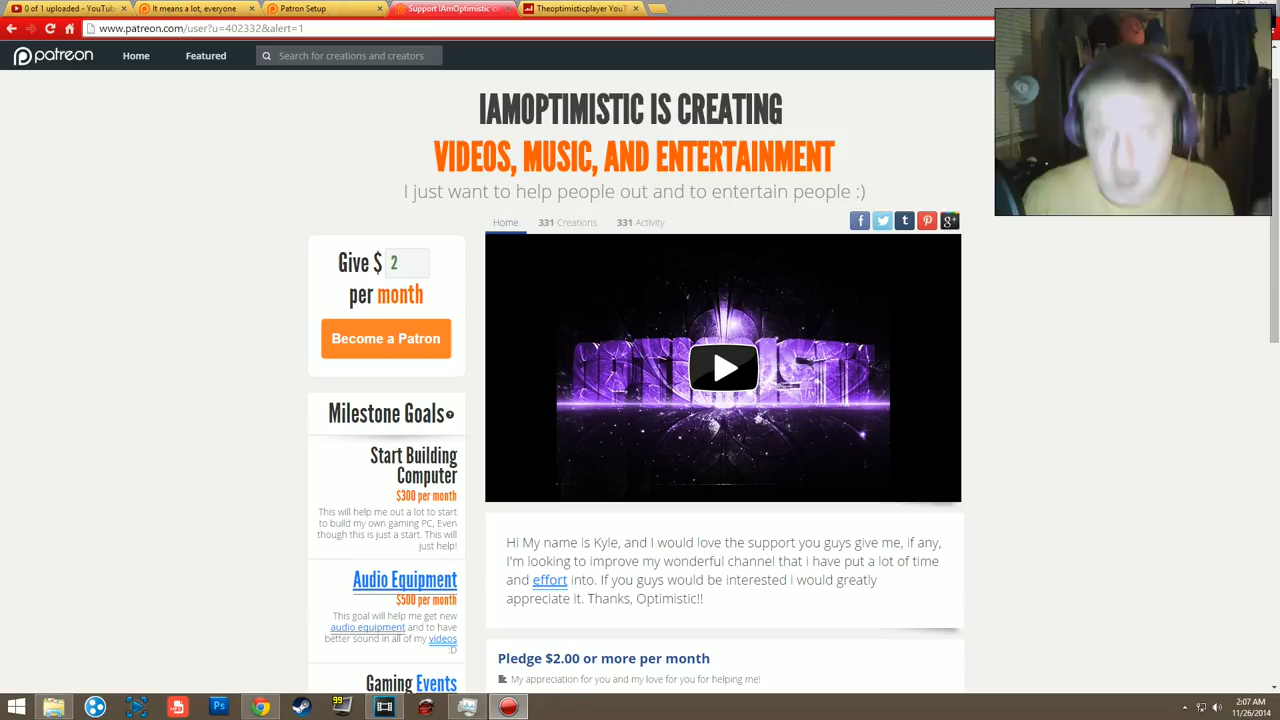 0 of 1 uploaded - YouTub
It means a lot, everyone
Patron Setup
Support IAmOptimistic cr
Theoptimisticplayer YouT
www.patreon.com/user?u=402332&alert=1
patreon
Home
Featured
Search for creations and creators
IAMOPTIMISTIC IS CREATING
VIDEOS, MUSIC, AND ENTERTAINMENT
I just want to help people out and to entertain people :)
Home
331 Creations
331 Activity
Give $ 2
per month
Become a Patron
Milestone Goals
Start Building
Computer
$300 per month
This will help me out a lot to start
to build my own gaming PC, Even
though this is just a start. This will
just help!
Audio Equipment
$500 per month
This goal will help me get new
audio equipment and to have
better sound in all of my videos
:D
Gaming Events
OPTIMISTIC
Hi My name is Kyle, and I would love the support you guys give me, if any,
I'm looking to improve my wonderful channel that i have put a lot of time
and effort into. If you guys would be interested i would greatly
appreciate it. Thanks, Optimistic!!
Pledge $2.00 or more per month
My appreciation for you and my love for you for helping me!
Ps
99
2:07 AM
11/26/2014